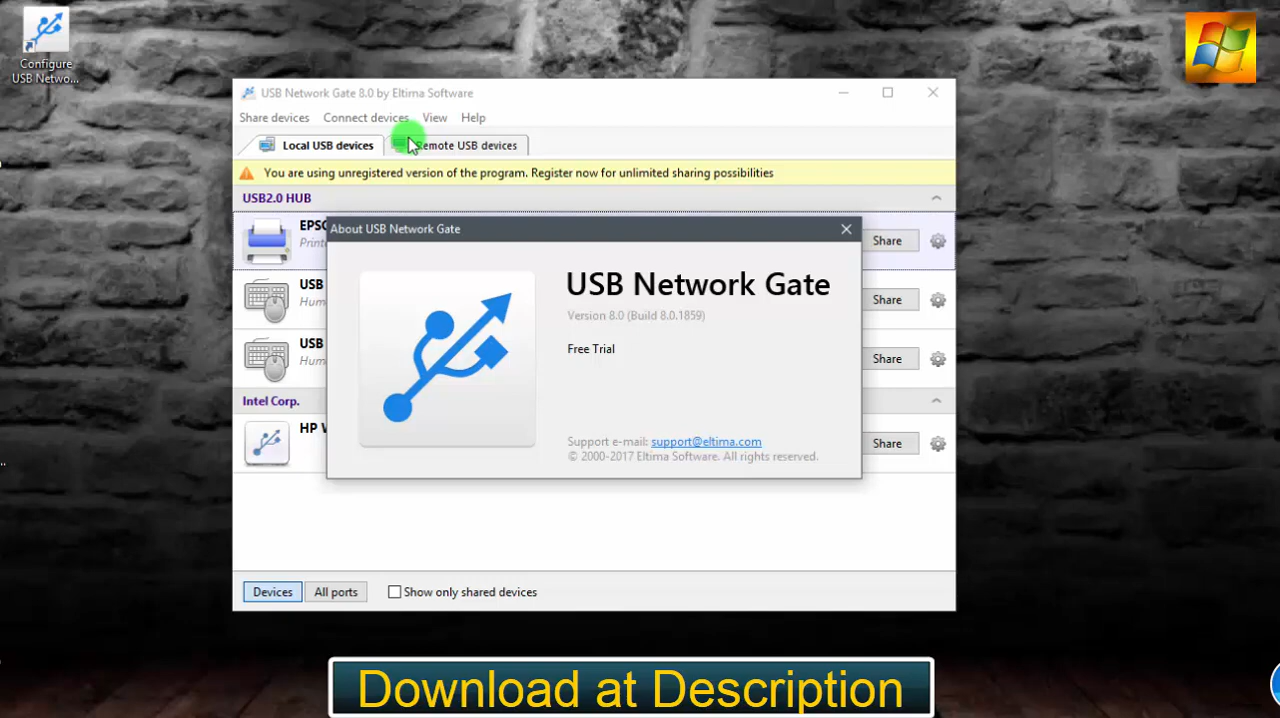 Configure
USB Netwo...
USB Network Gate 8.0 by Eltima Software
Share devices Connect devices View Help
Local USB devices
emote USB devices
You are using unregistered version of the program. Register now for unlimited sharing possibilities
USB2.0 HUB
EPSO
Printe
Share
About USB Network Gate
USB Network Gate
Version 8.0 (Build 8.0.1859)
Free Trial
Support e-mail: support@eltima.com
© 2000-2017 Eltima Software. All rights reserved.
USB
Huma
Share
USB
Huma
Share
Intel Corp.
HP W
Share
Devices All ports Show only shared devices
Download at Description